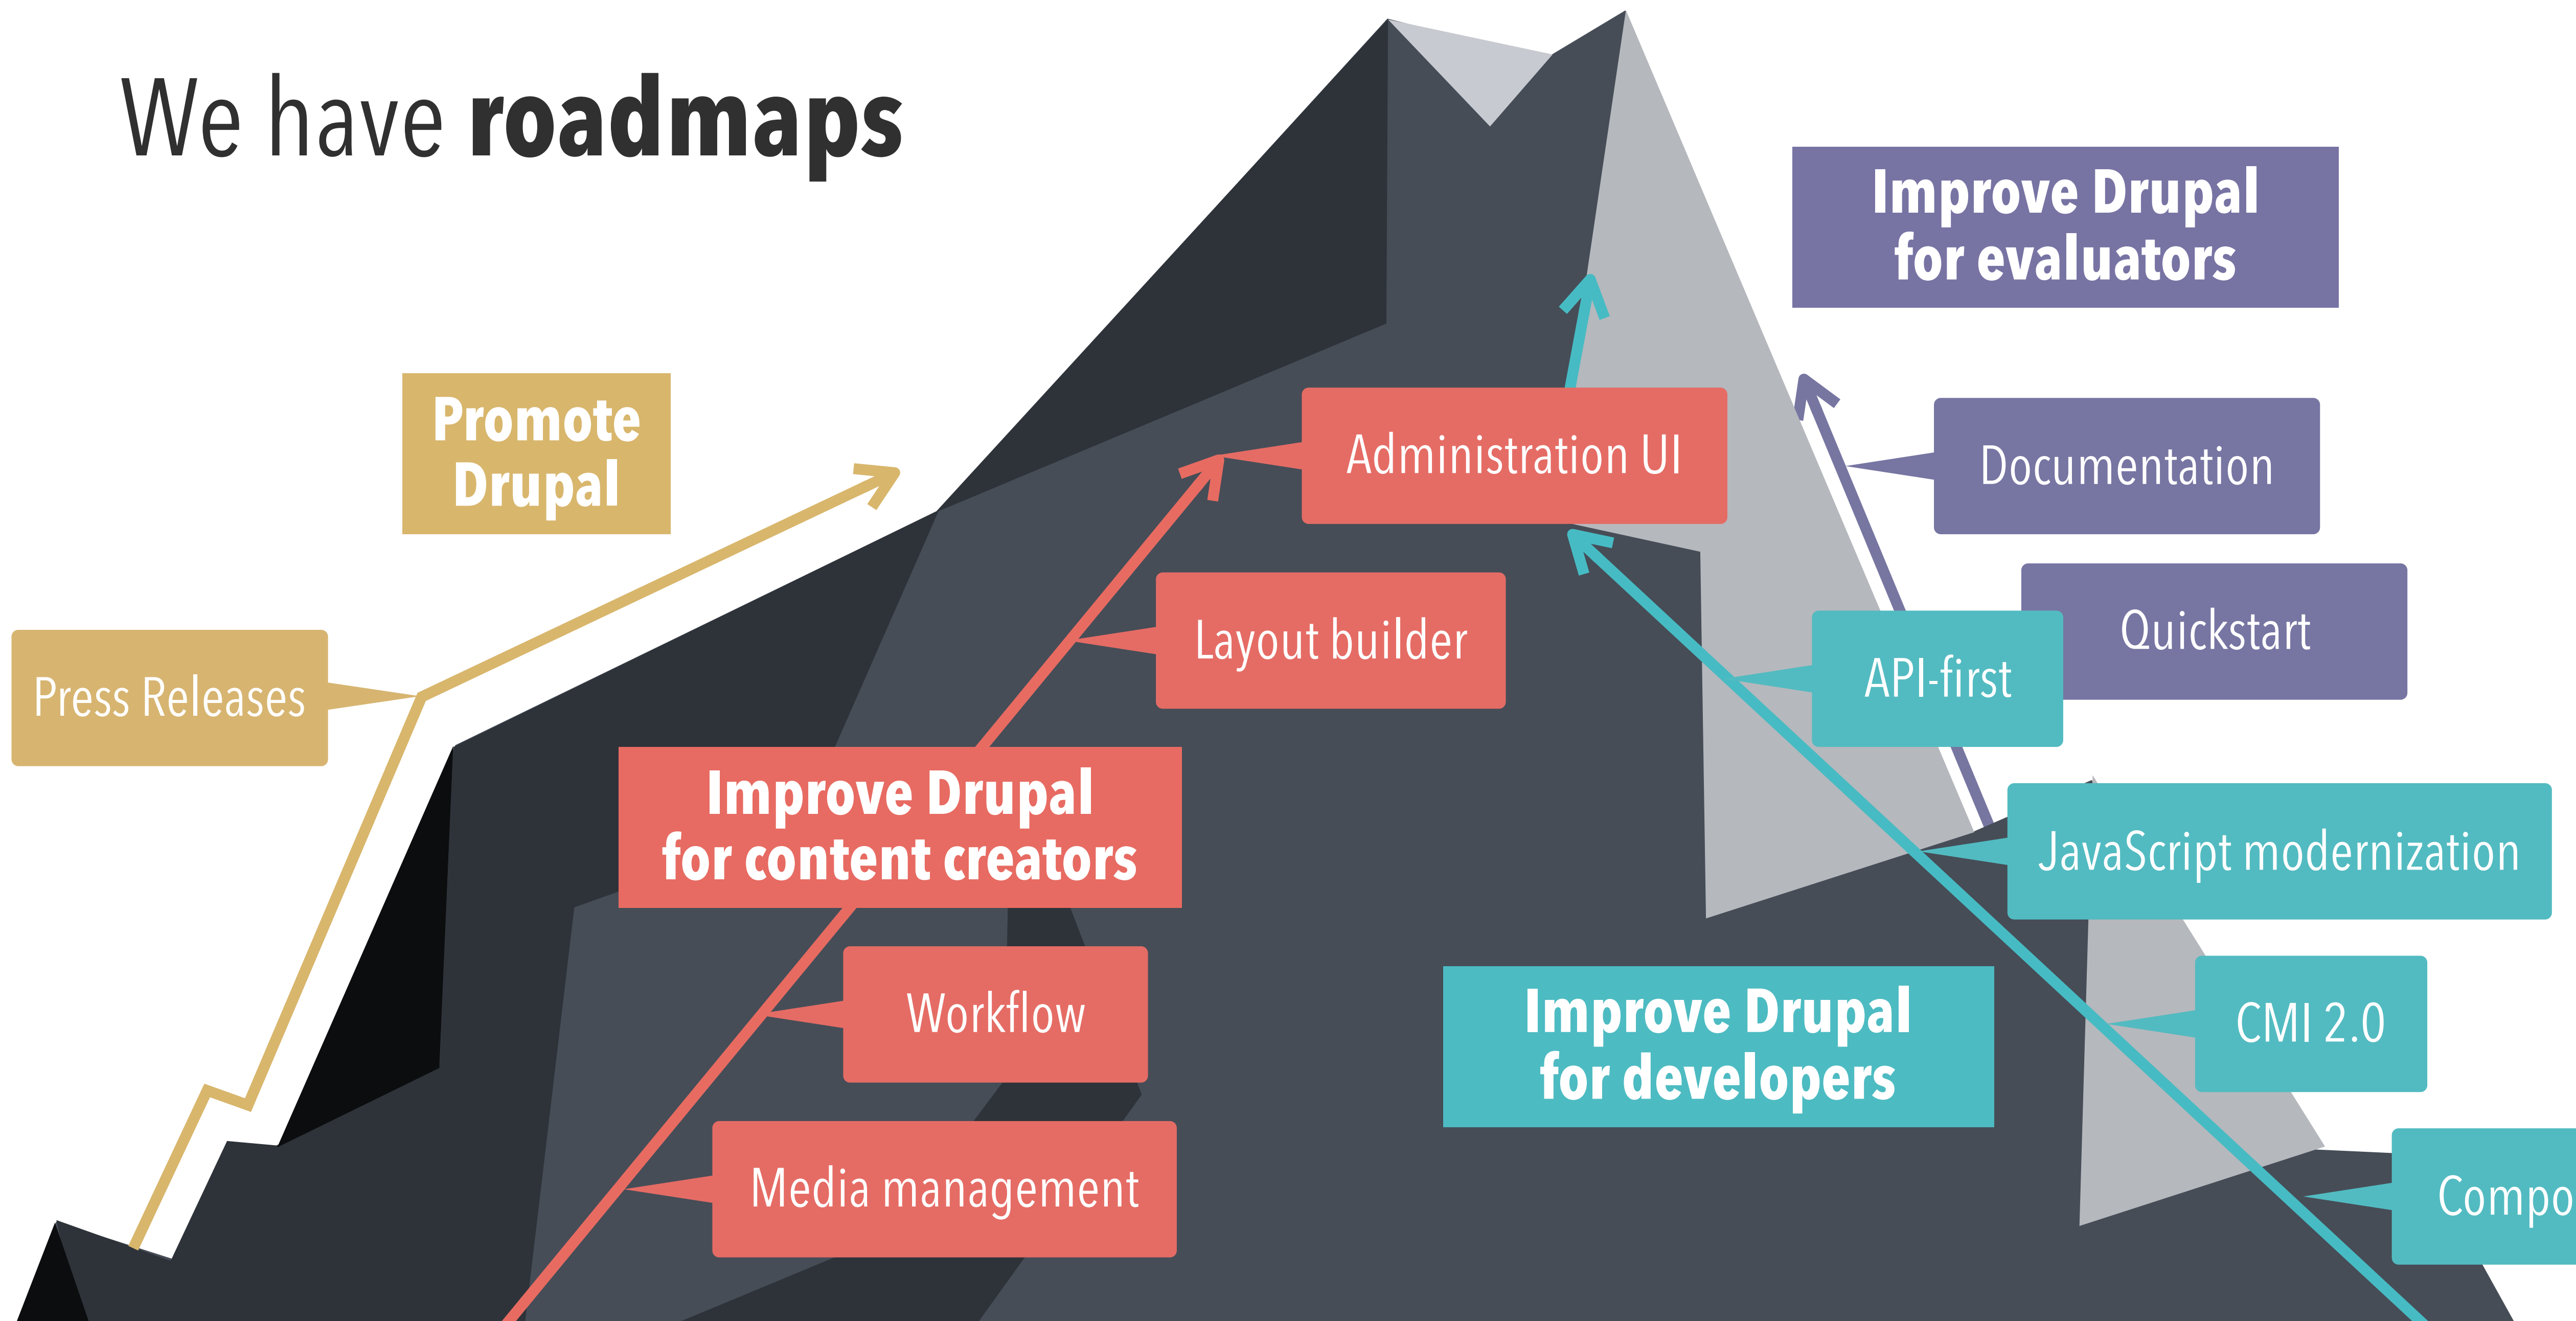 We have roadmaps
Improve Drupal
for evaluators
Promote
Drupal
Administration UI
Documentation
Layout builder
Quickstart
API-first
Press Releases
Improve Drupal
for content creators
JavaScript modernization
Workflow
Improve Drupal
for developers
CMI 2.0
Media management
Compo